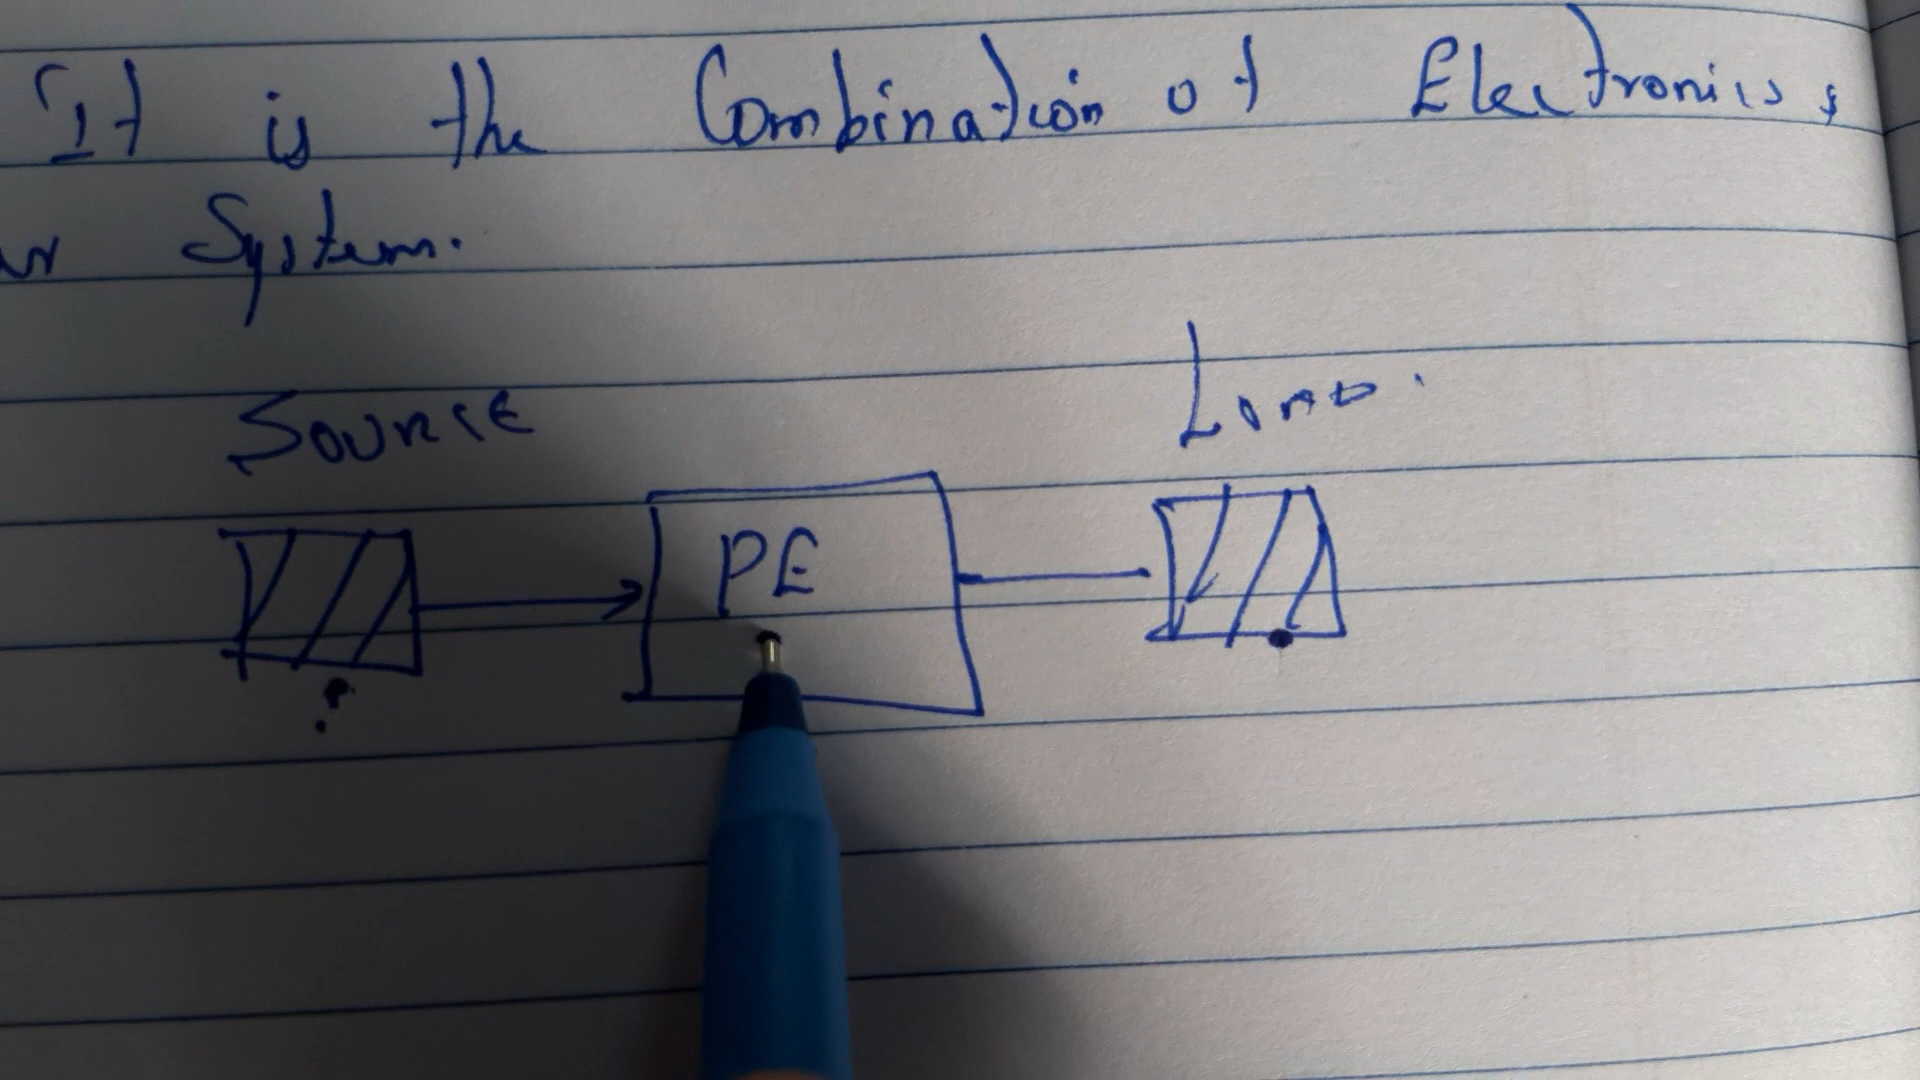 It is the Combination of Electronics &
System.
SOURCE
LOAD.
PE
?